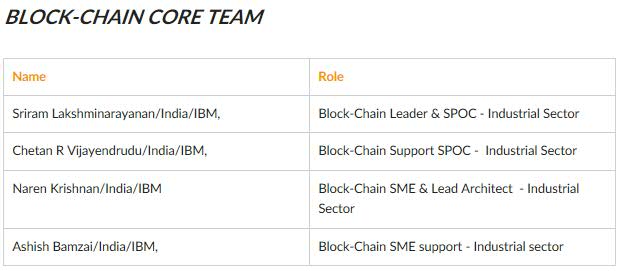 BLOCK-CHAIN CORE TEAM
Name Role
Sriram Lakshminarayanan/India/IBM, Block-Chain Leader & SPOC - Industrial Sector
Chetan R Vijayendrudu/India/IBM, Block-Chain Support SPOC - Industrial Sector
Naren Krishnan/India/IBM Block-Chain SME & Lead Architect - Industrial
Sector
Ashish Bamzai/India/IBM, Block-Chain SME support - Industrial sector